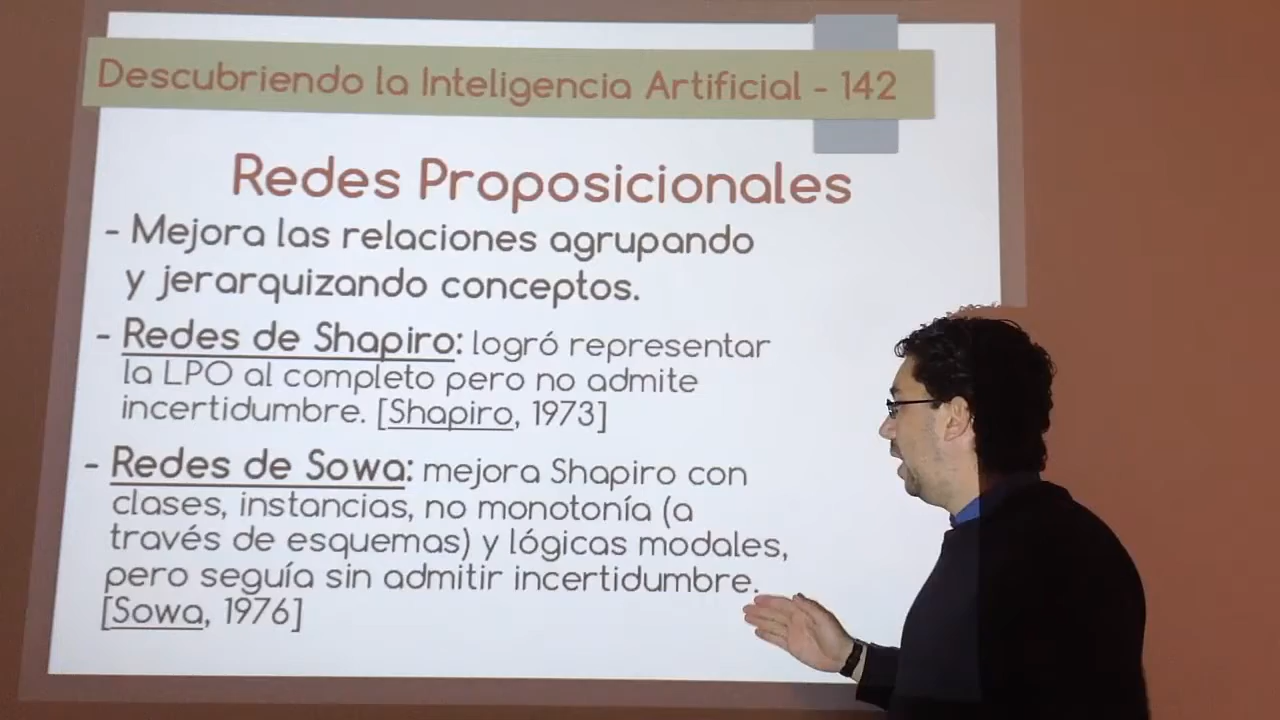 Descubriendo la Inteligencia Artificial - 142
Redes Proposicionales
- Mejora las relaciones agrupando
y jerarquizando conceptos.
- Redes de Shapiro: logró representar
la LPO al completo pero no admite
incertidumbre. [Shapiro, 1973]
- Redes de Sowa: mejora Shapiro con
clases, instancias, no monotonía (a
través de esquemas) y lógicas modales,
pero seguía sin admitir incertidumbre.
[Sowa, 1976]